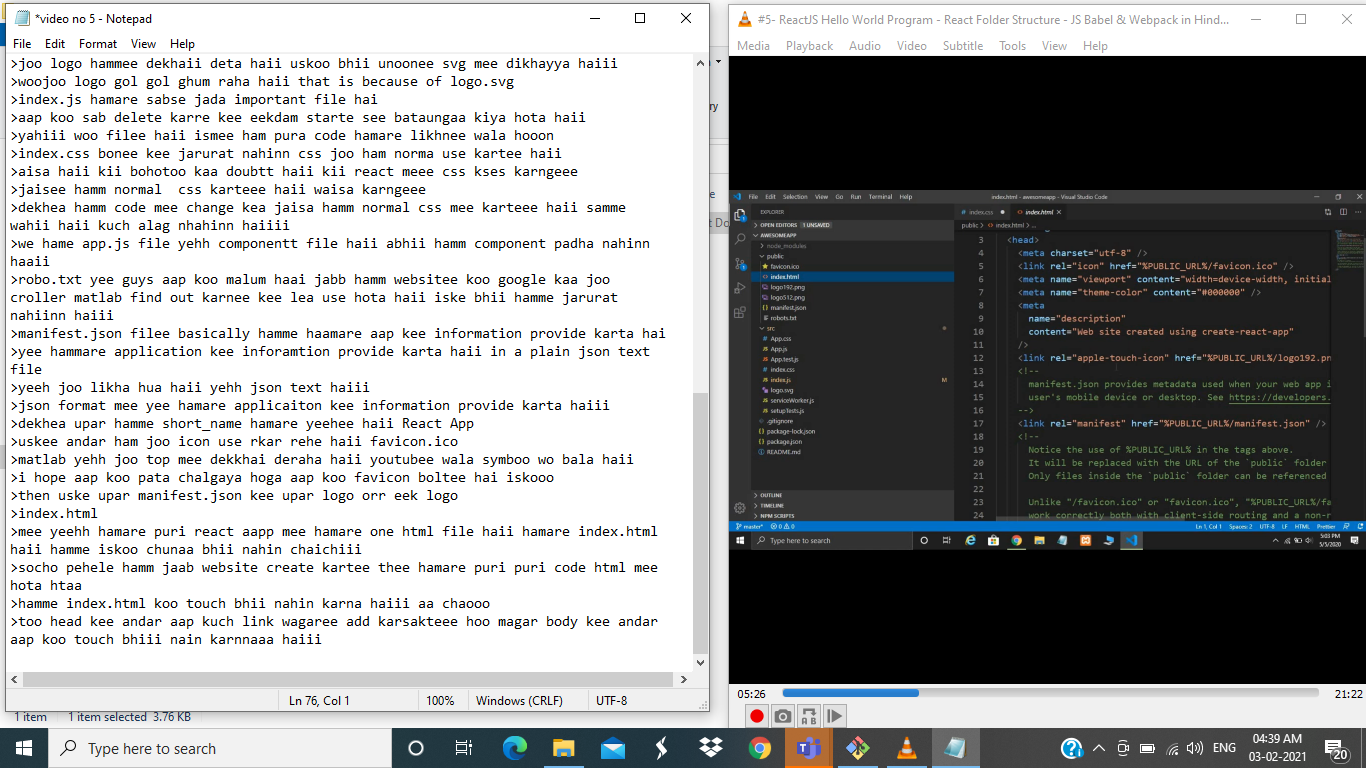 *video no 5 - Notepad
File Edit Format View Help
>joo logo hammee dekhaii deta haii uskoo bhii unoonee svg mee dikhayya haiii
>woojoo logo gol gol ghum raha haii that is because of logo.svg
>index.js hamare sabse jada important file hai
>aap koo sab delete karre kee eekdam starte see bataungaa kiya hota haii
>yahiii woo filee haii ismee ham pura code hamare likhnee wala hooon
>index.css bonee kee jarurat nahinn css joo ham norma use kartee haii
>aisa haii kii bohotoo kaa doubtt haii kii react meee css kses karngeee
>jaisee hamm normal  css karteee haii waisa karngeee
>dekhea hamm code mee change kea jaisa hamm normal css mee karteee haii samme
wahii haii kuch alag nhahinn haiiii
>we hame app.js file yehh componentt file haii abhii hamm component padha nahinn
haaii
>robo.txt yee guys aap koo malum haai jabb hamm websitee koo google kaa joo
croller matlab find out karnee kee lea use hota haii iske bhii hamme jarurat
nahiinn haiii
>manifest.json filee basically hamme haamare aap kee information provide karta hai
>yee hammare application kee inforamtion provide karta haii in a plain json text
file
>yeeh joo likha hua haii yehh json text haiii
>json format mee yee hamare applicaiton kee information provide karta haiii
>dekhea upar hamme short_name hamare yeehee haii React App
>uskee andar ham joo icon use rkar rehe haii favicon.ico
>matlab yehh joo top mee dekkhai deraha haii youtubee wala symboo wo bala haii
>i hope aap koo pata chalgaya hoga aap koo favicon boltee hai iskooo
>then uske upar manifest.json kee upar logo orr eek logo
>index.html
>mee yeehh hamare puri react aapp mee hamare one html file haii hamare index.html
haii hamme iskoo chunaa bhii nahin chaichiii
>socho pehele hamm jaab website create kartee thee hamare puri puri code html mee
hota htaa
>hamme index.html koo touch bhii nahin karna haiii aa chaooo
>too head kee andar aap kuch link wagaree add karsakteee hoo magar body kee andar
aap koo touch bhiii nain karnnaaa haiii
Ln 76, Col 1 100% Windows (CRLF) UTF-8
1 item 1 item selected 3.76 KB
ry
e
t Do
#5- ReactJS Hello World Program - React Folder Structure - JS Babel & Webpack in Hind...
Media Playback Audio Video Subtitle Tools View Help
File Edit Selection View Go Run Terminal Help index.html - awesomeapp - Visual Studio Code
EXPLORER
OPEN EDITORS 1 UNSAVED
AWESOMEAPP
node_modules
public
favicon.ico
index.html
logo192.png
logo512.png
manifest.json
robots.txt
src
App.css
App.js
App.test.js
index.css
index.js M
logo.svg
serviceWorker.js
setupTests.js
.gitignore
package-lock.json
package.json
README.md
OUTLINE
TIMELINE
NPM SCRIPTS
index.css index.html
public > index.html > ...
3 <head>
4 <meta charset="utf-8" />
5 <link rel="icon" href="%PUBLIC_URL%/favicon.ico" />
6 <meta name="viewport" content="width=device-width, initial
7 <meta name="theme-color" content="#000000" />
8 <meta
9 name="description"
10 content="Web site created using create-react-app"
11 />
12 <link rel="apple-touch-icon" href="%PUBLIC_URL%/logo192.pn
13 <!--
14 manifest.json provides metadata used when your web app i
15 user's mobile device or desktop. See https://developers.
16 -->
17 <link rel="manifest" href="%PUBLIC_URL%/manifest.json" />
18 <!--
19 Notice the use of %PUBLIC_URL% in the tags above.
20 It will be replaced with the URL of the `public` folder
21 Only files inside the `public` folder can be referenced
22
23 Unlike "/favicon.ico" or "favicon.ico", "%PUBLIC_URL%/fa
24 work correctly both with client-side routing and a non-r
master* 0 0 Ln 1, Col 1 Spaces: 2 UTF-8 LF HTML Prettier
Type here to search 5:03 PM
5/5/2020
05:26 21:22
Type here to search ENG 04:39 AM
03-02-2021
20